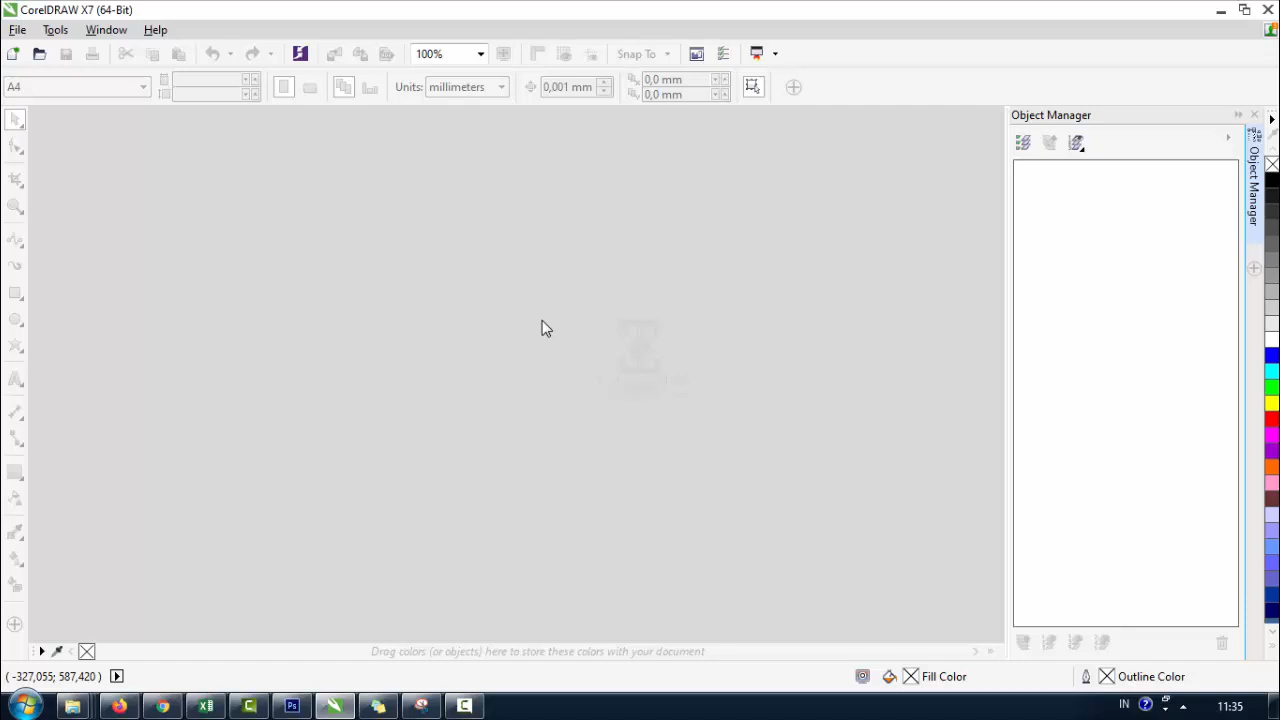 CorelDRAW X7 (64-Bit)
File Tools Window Help
100% Snap To
A4 Units: millimeters 0,001 mm 0,0 mm
0,0 mm
Object Manager
Object Manager
Drag colors (or objects) here to store these colors with your document
( -327,055; 587,420 ) Fill Color Outline Color
IN 11:35